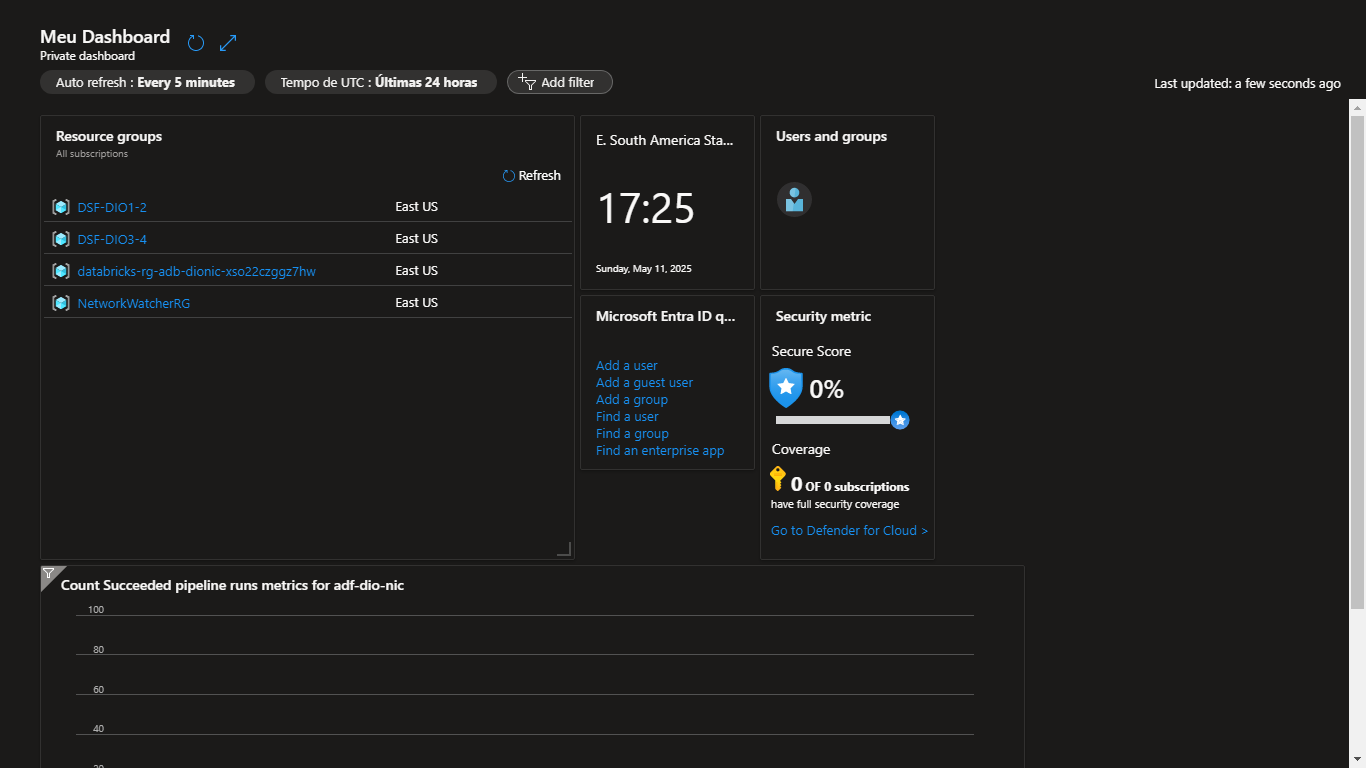 Meu Dashboard
Private dashboard
Auto refresh : Every 5 minutes
Tempo de UTC : Últimas 24 horas
Add filter
Last updated: a few seconds ago
Resource groups
All subscriptions
Refresh
DSF-DIO1-2 East US
DSF-DIO3-4 East US
databricks-rg-adb-dionic-xso22czggz7hw East US
NetworkWatcherRG East US
E. South America Sta...
17:25
Sunday, May 11, 2025
Users and groups
Microsoft Entra ID q...
Add a user
Add a guest user
Add a group
Find a user
Find a group
Find an enterprise app
Security metric
Secure Score
0%
Coverage
0 OF 0 subscriptions
have full security coverage
Go to Defender for Cloud >
Count Succeeded pipeline runs metrics for adf-dio-nic
100
80
60
40